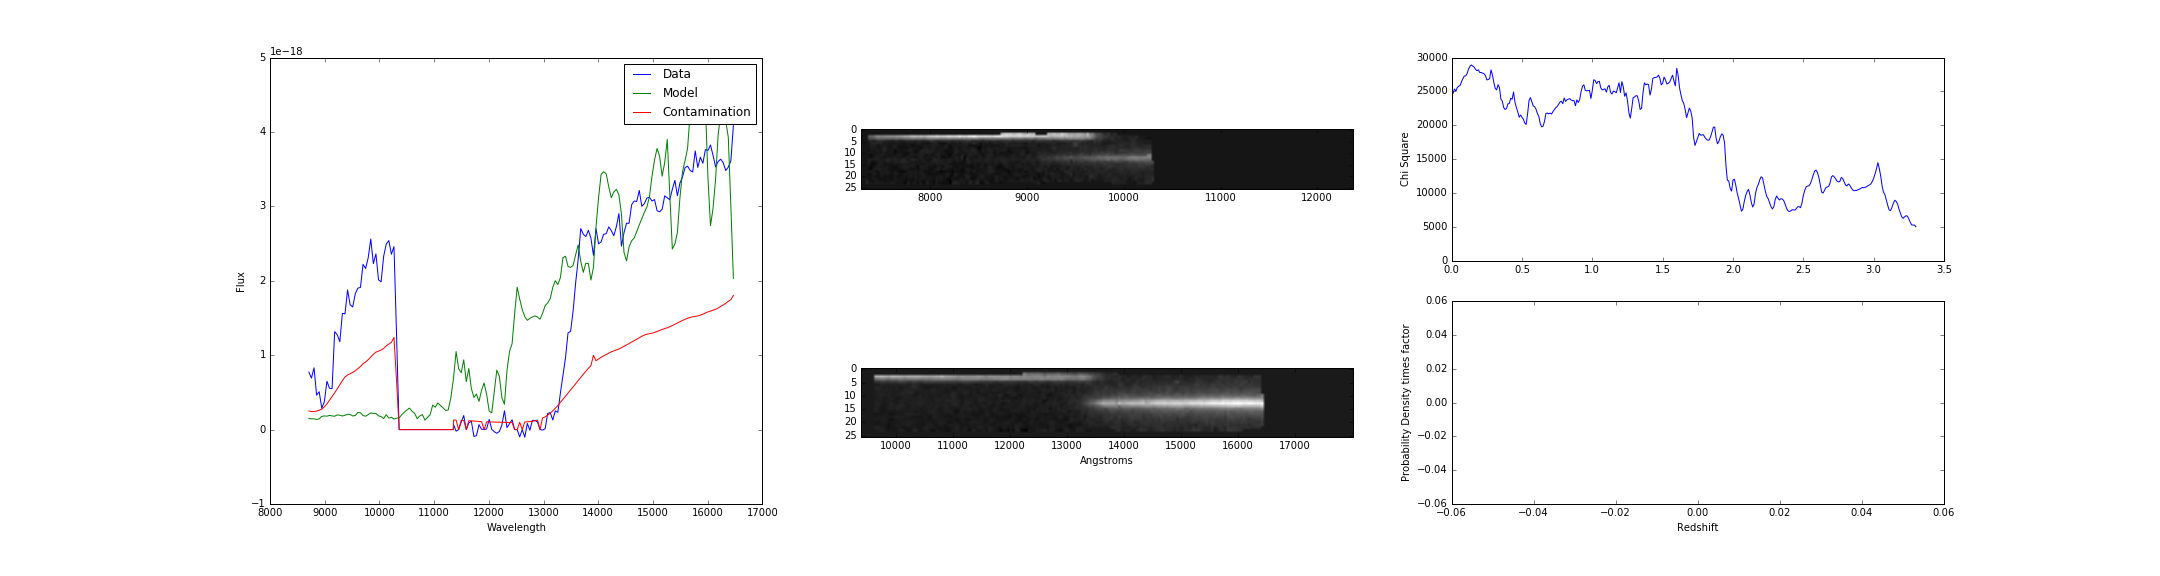 1e−18
5
4
3
2
1
0
−1
Flux
8000 9000 10000 11000 12000 13000 14000 15000 16000 17000
Wavelength
Data
Model
Contamination
0
5
10
15
20
25
8000 9000 10000 11000 12000
0
5
10
15
20
25
10000 11000 12000 13000 14000 15000 16000 17000
Angstroms
30000
25000
20000
15000
10000
5000
0
Chi Square
0.0 0.5 1.0 1.5 2.0 2.5 3.0 3.5
0.06
0.04
0.02
0.00
−0.02
−0.04
−0.06
Probability Density times factor
−0.06 −0.04 −0.02 0.00 0.02 0.04 0.06
Redshift